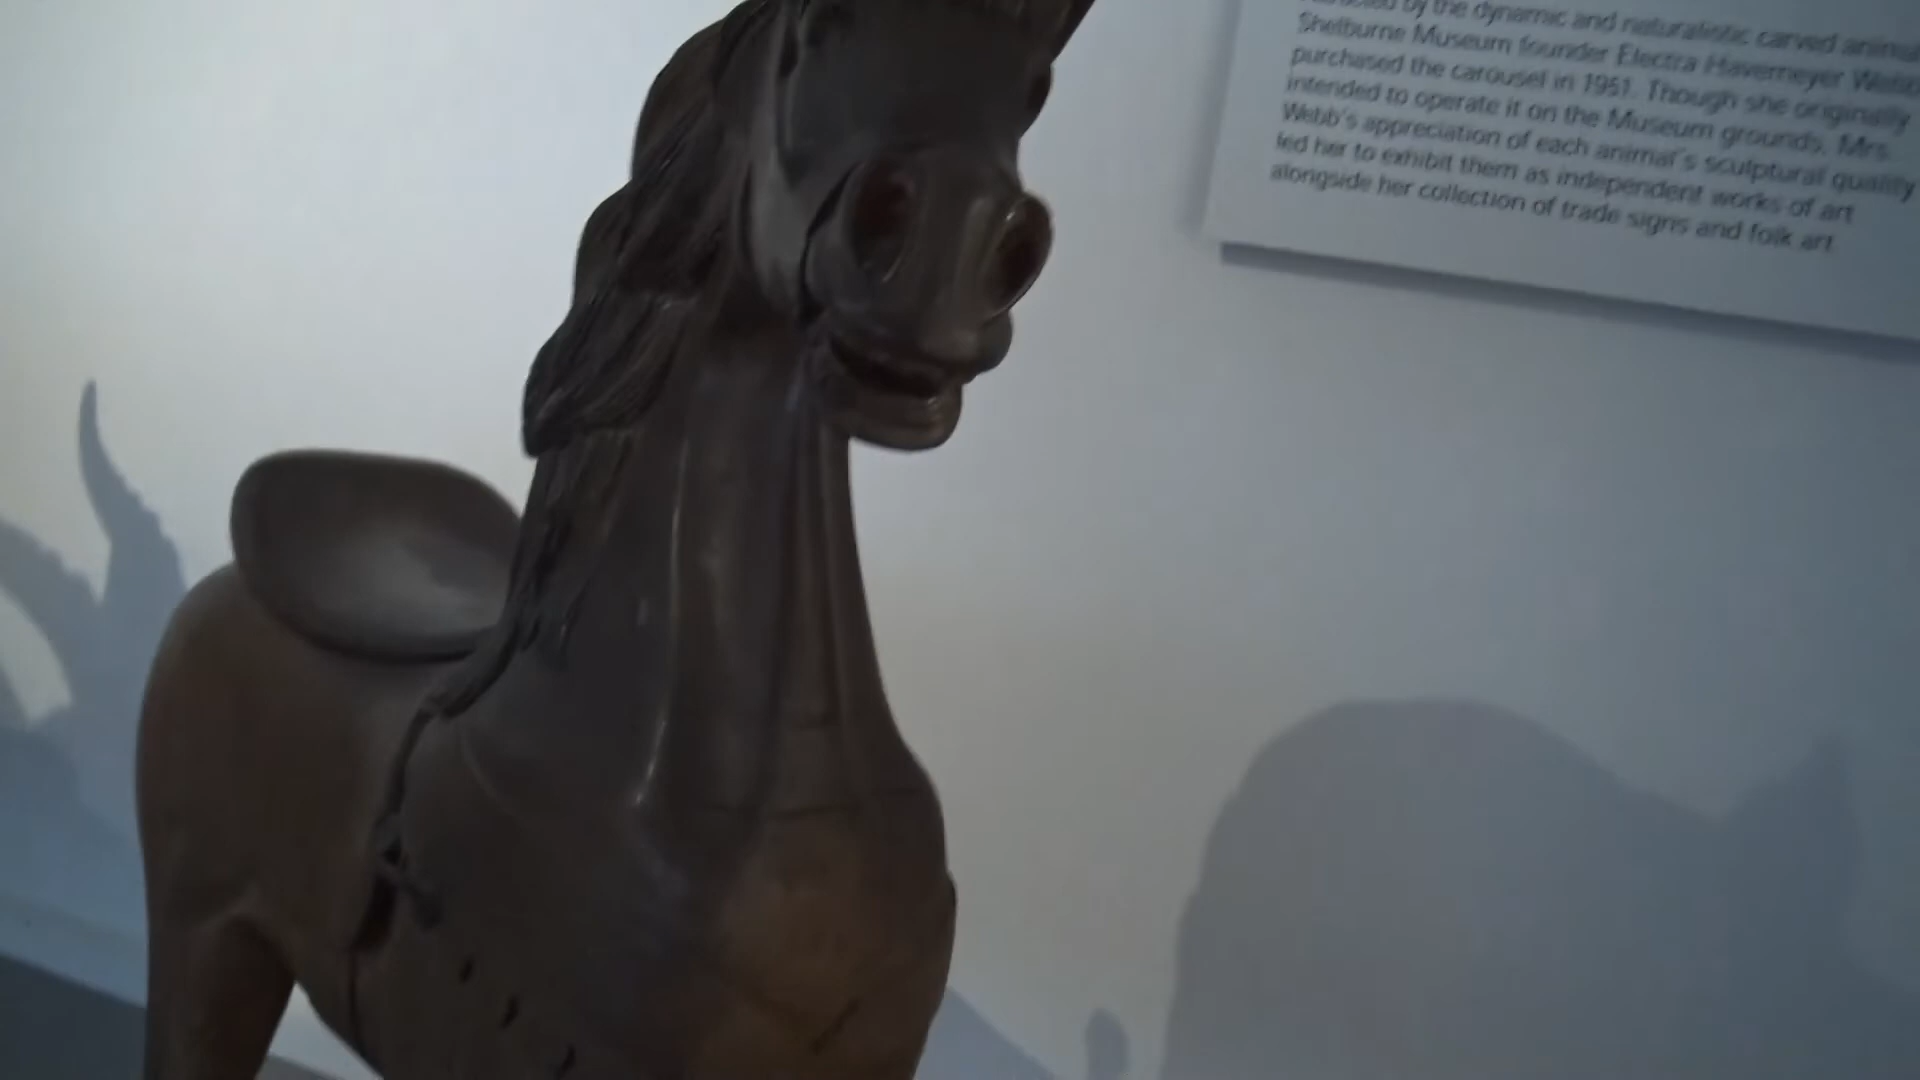 by the dynamic and naturalistic carved animals
Shelburne Museum founder Electra Havemeyer Webb
purchased the carousel in 1951. Though she originally
intended to operate it on the Museum grounds, Mrs.
Webb's appreciation of each animal's sculptural quality
led her to exhibit them as independent works of art
alongside her collection of trade signs and folk art